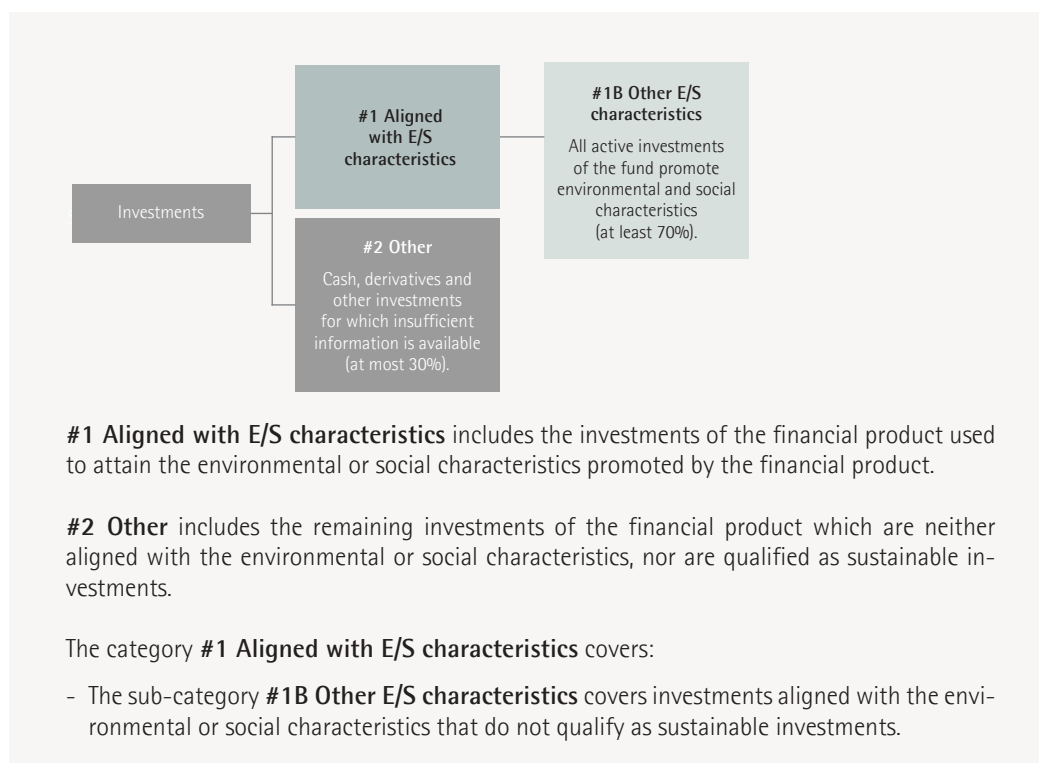 #1 Aligned
with E/S
characteristics
#1B Other E/S
characteristics
All active investments
of the fund promote
environmental and social
characteristics
(at least 70%).
Investments
#2 Other
Cash, derivatives and
other investments
for which insufficient
information is available
(at most 30%).
#1 Aligned with E/S characteristics includes the investments of the financial product used
to attain the environmental or social characteristics promoted by the financial product.
#2 Other includes the remaining investments of the financial product which are neither
aligned with the environmental or social characteristics, nor are qualified as sustainable in-
vestments.
The category #1 Aligned with E/S characteristics covers:
- The sub-category #1B Other E/S characteristics covers investments aligned with the envi-
ronmental or social characteristics that do not qualify as sustainable investments.